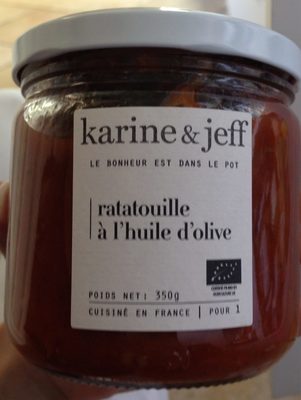 karine & jeff
LE BONHEUR EST DANS LE POT
ratatouille
à l'huile d'olive
POIDS NET: 350g
CUISINÉ EN FRANCE | POUR 1